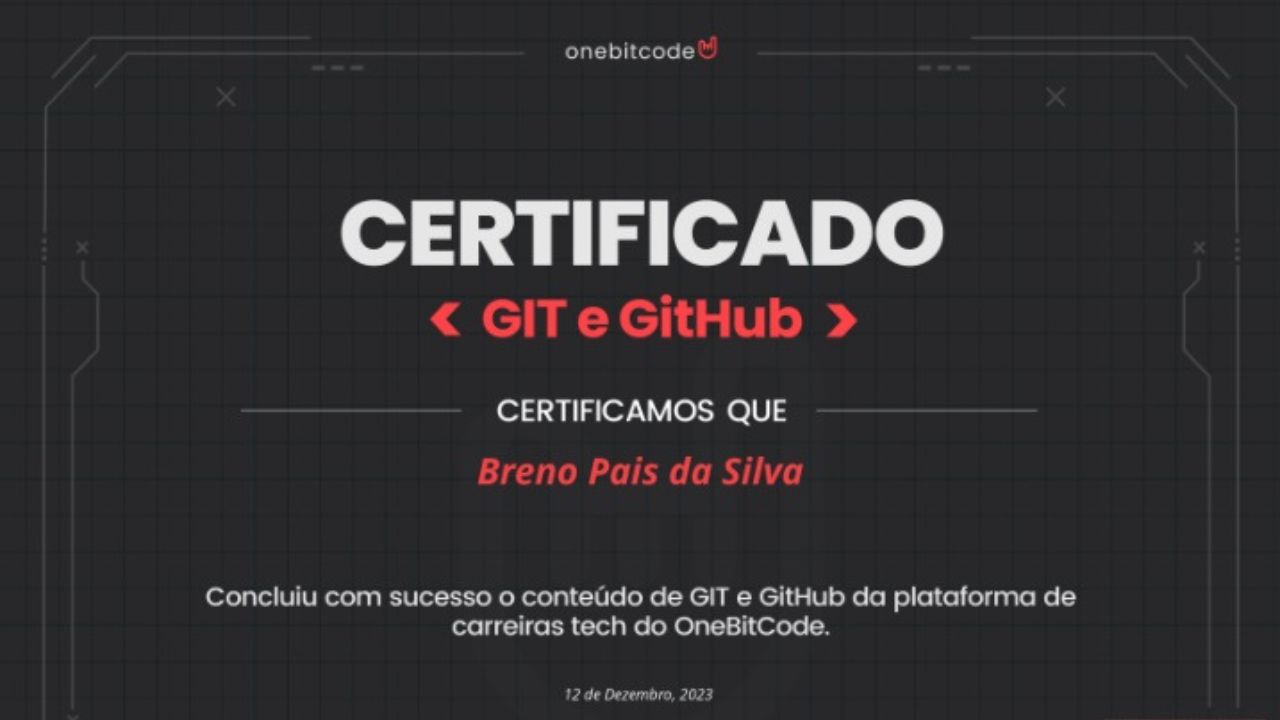 onebitcode
CERTIFICADO
< GIT e GitHub >
CERTIFICAMOS QUE
Breno Pais da Silva
Concluiu com sucesso o conteúdo de GIT e GitHub da plataforma de
carreiras tech do OneBitCode.
12 de Dezembro, 2023